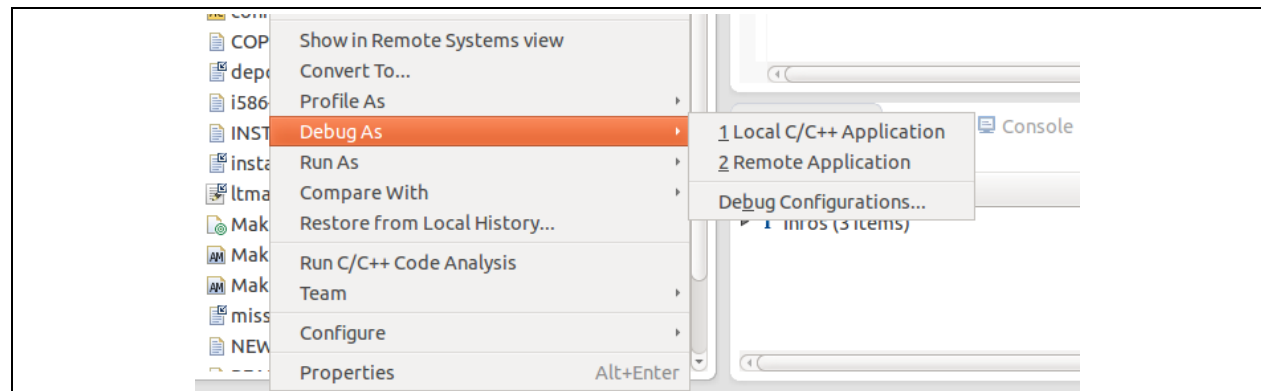 COP
depo
i586-
INST
insta
ltma
Mak
Mak
Mak
miss
NEW
Show in Remote Systems view
Convert To...
Profile As
Debug As
Run As
Compare With
Restore from Local History...
Run C/C++ Code Analysis
Team
Configure
Properties Alt+Enter
1 Local C/C++ Application
2 Remote Application
Debug Configurations...
Console
Infos (3 items)